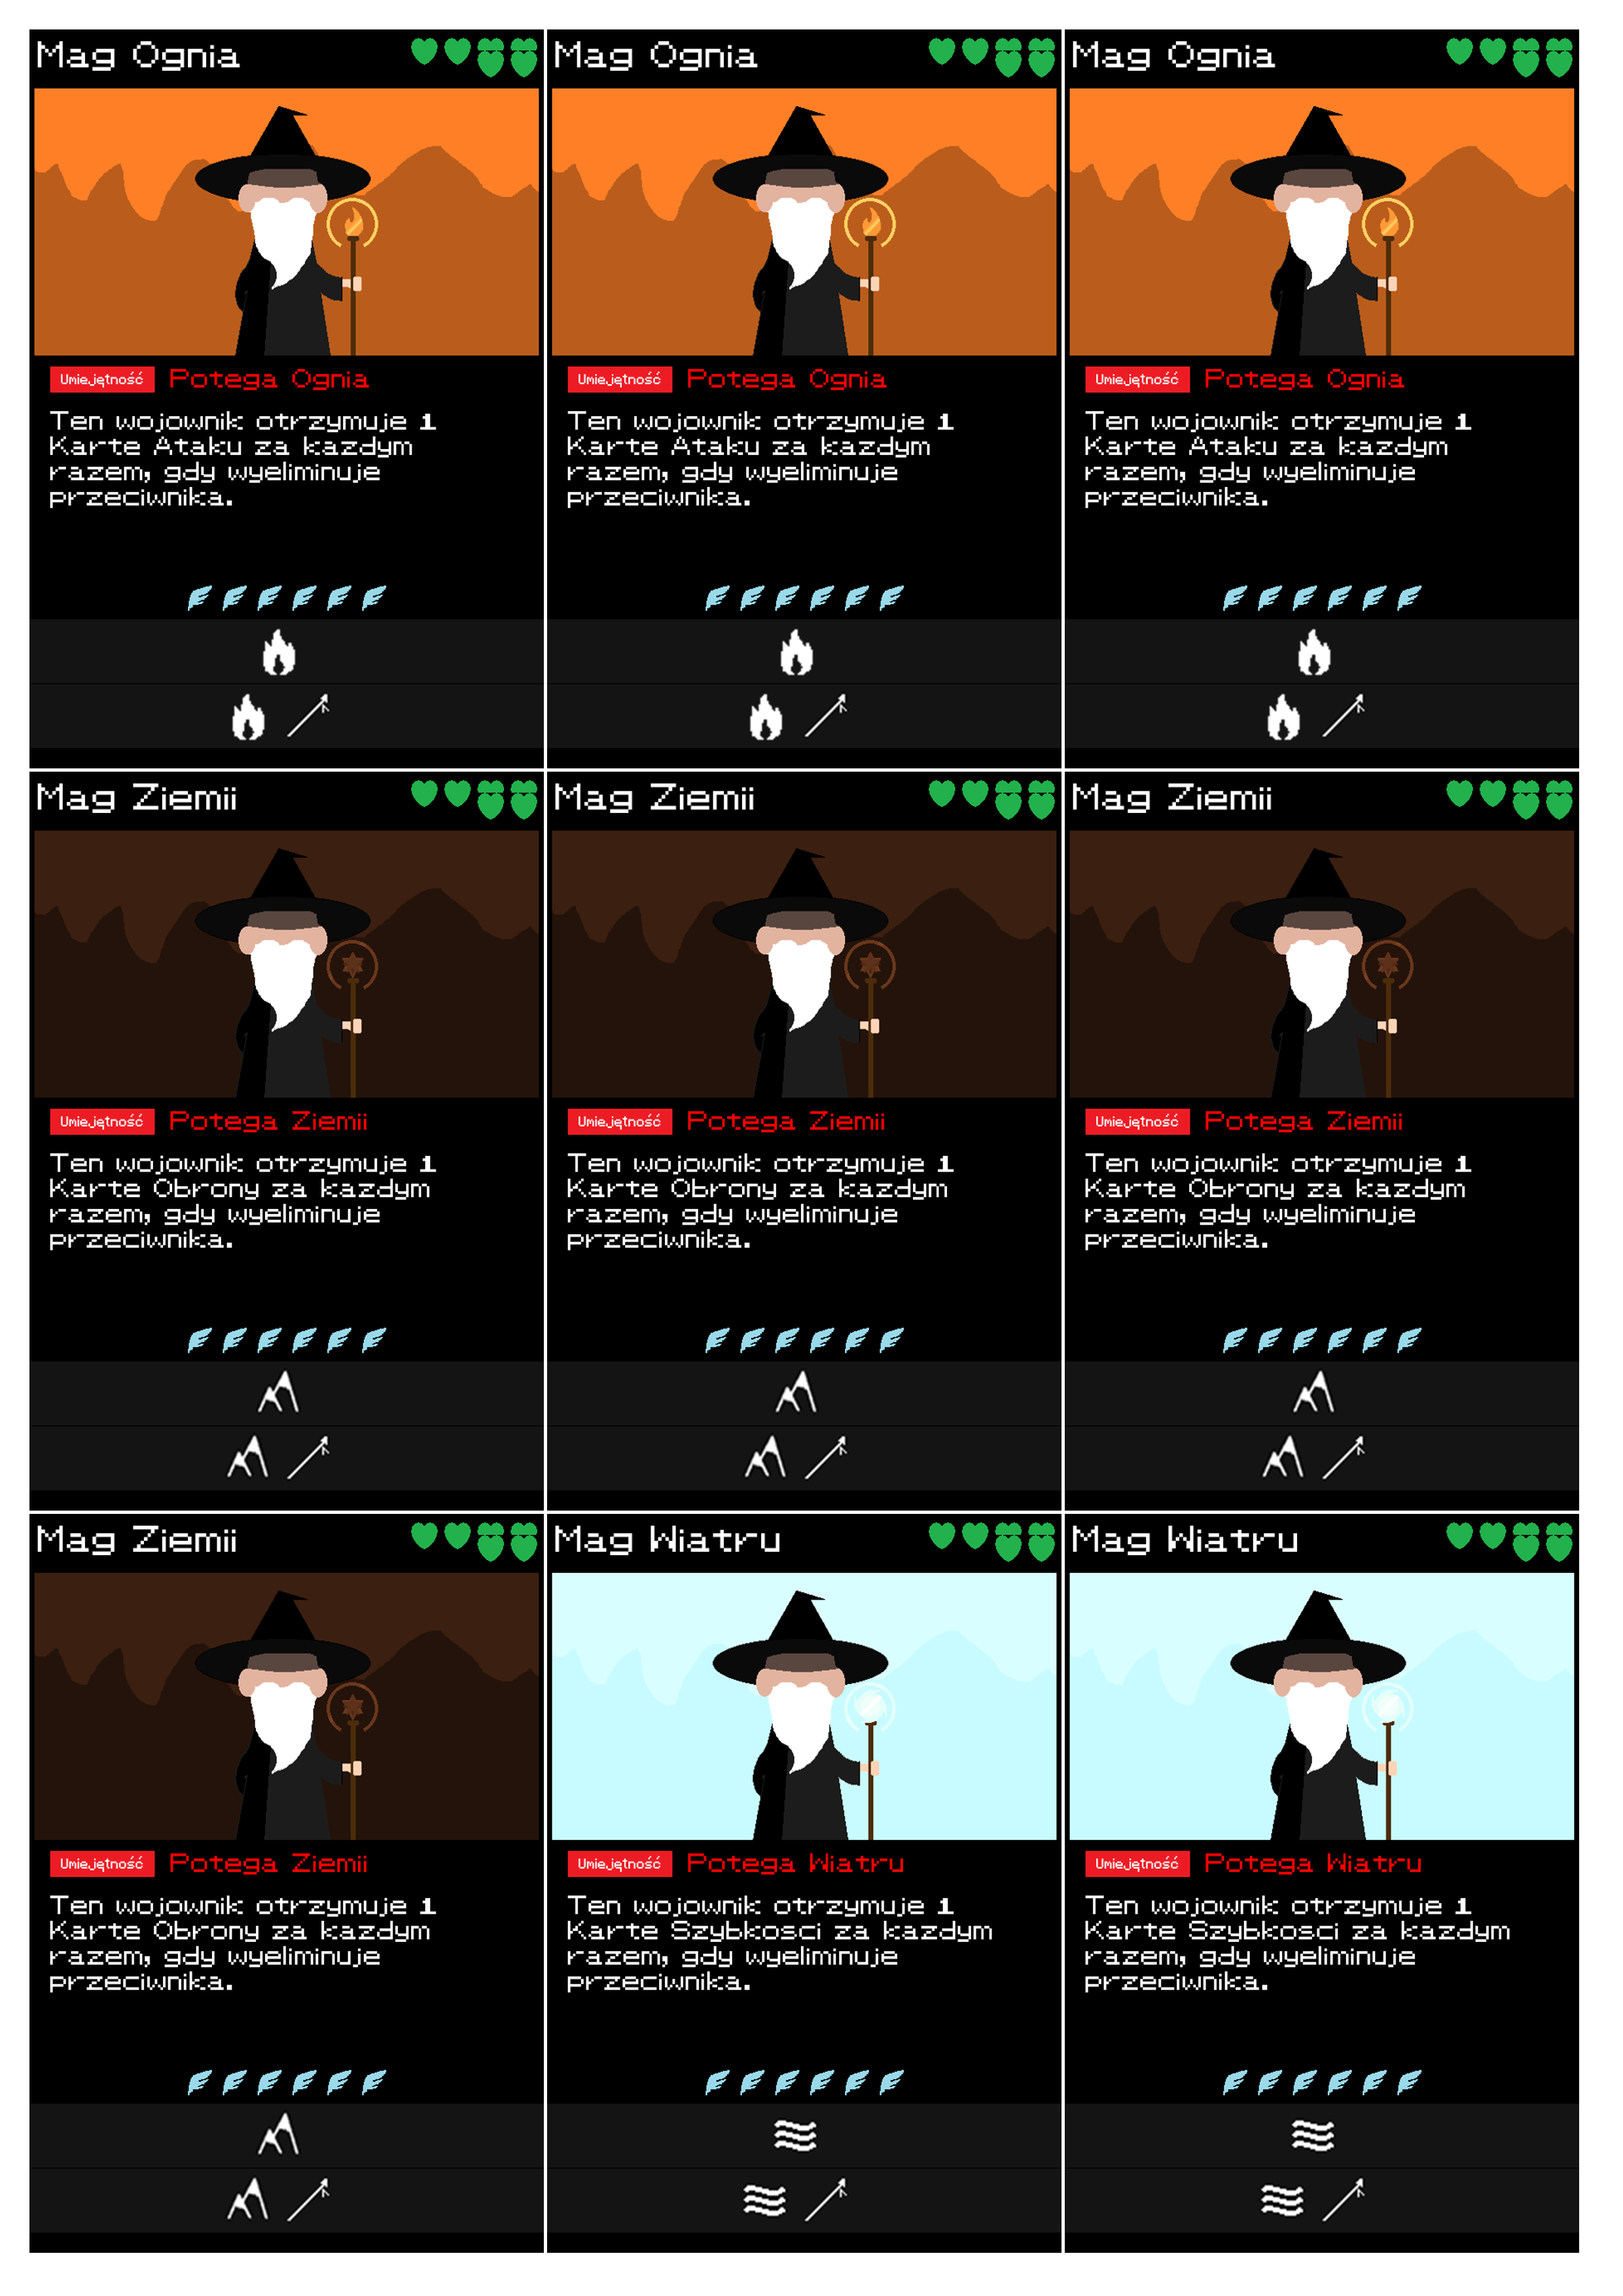 Mag Ognia
Umiejętność Potega Ognia
Ten wojownik otrzymuje 1
Karte Ataku za kazdym
razem, gdy wyeliminuje
przeciwnika.
Mag Ognia
Umiejętność Potega Ognia
Ten wojownik otrzymuje 1
Karte Ataku za kazdym
razem, gdy wyeliminuje
przeciwnika.
Mag Ognia
Umiejętność Potega Ognia
Ten wojownik otrzymuje 1
Karte Ataku za kazdym
razem, gdy wyeliminuje
przeciwnika.
Mag Ziemii
Umiejętność Potega Ziemii
Ten wojownik otrzymuje 1
Karte Obrony za kazdym
razem, gdy wyeliminuje
przeciwnika.
Mag Ziemii
Umiejętność Potega Ziemii
Ten wojownik otrzymuje 1
Karte Obrony za kazdym
razem, gdy wyeliminuje
przeciwnika.
Mag Ziemii
Umiejętność Potega Ziemii
Ten wojownik otrzymuje 1
Karte Obrony za kazdym
razem, gdy wyeliminuje
przeciwnika.
Mag Ziemii
Umiejętność Potega Ziemii
Ten wojownik otrzymuje 1
Karte Obrony za kazdym
razem, gdy wyeliminuje
przeciwnika.
Mag Wiatru
Umiejętność Potega Wiatru
Ten wojownik otrzymuje 1
Karte Szybkosci za kazdym
razem, gdy wyeliminuje
przeciwnika.
Mag Wiatru
Umiejętność Potega Wiatru
Ten wojownik otrzymuje 1
Karte Szybkosci za kazdym
razem, gdy wyeliminuje
przeciwnika.